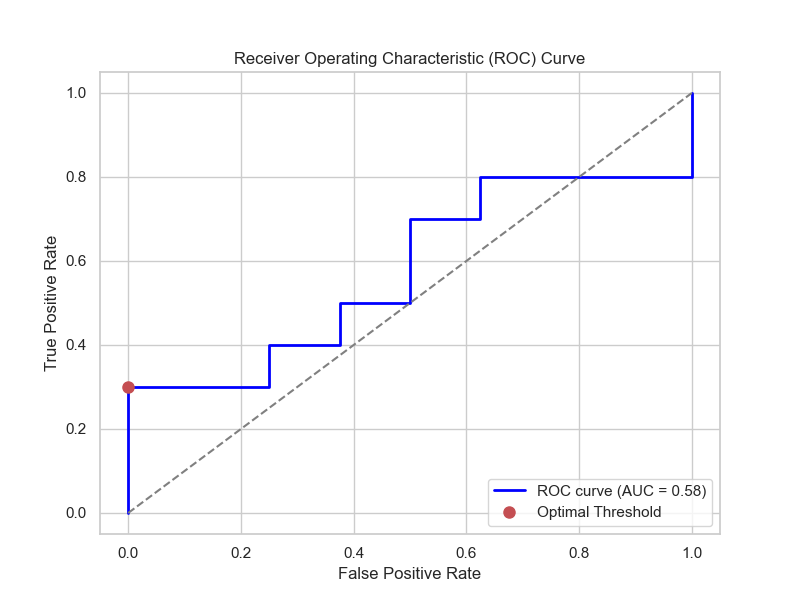 Receiver Operating Characteristic (ROC) Curve
True Positive Rate
1.0
0.8
0.6
0.4
0.2
0.0
0.0 0.2 0.4 0.6 0.8 1.0
False Positive Rate
ROC curve (AUC = 0.58)
Optimal Threshold